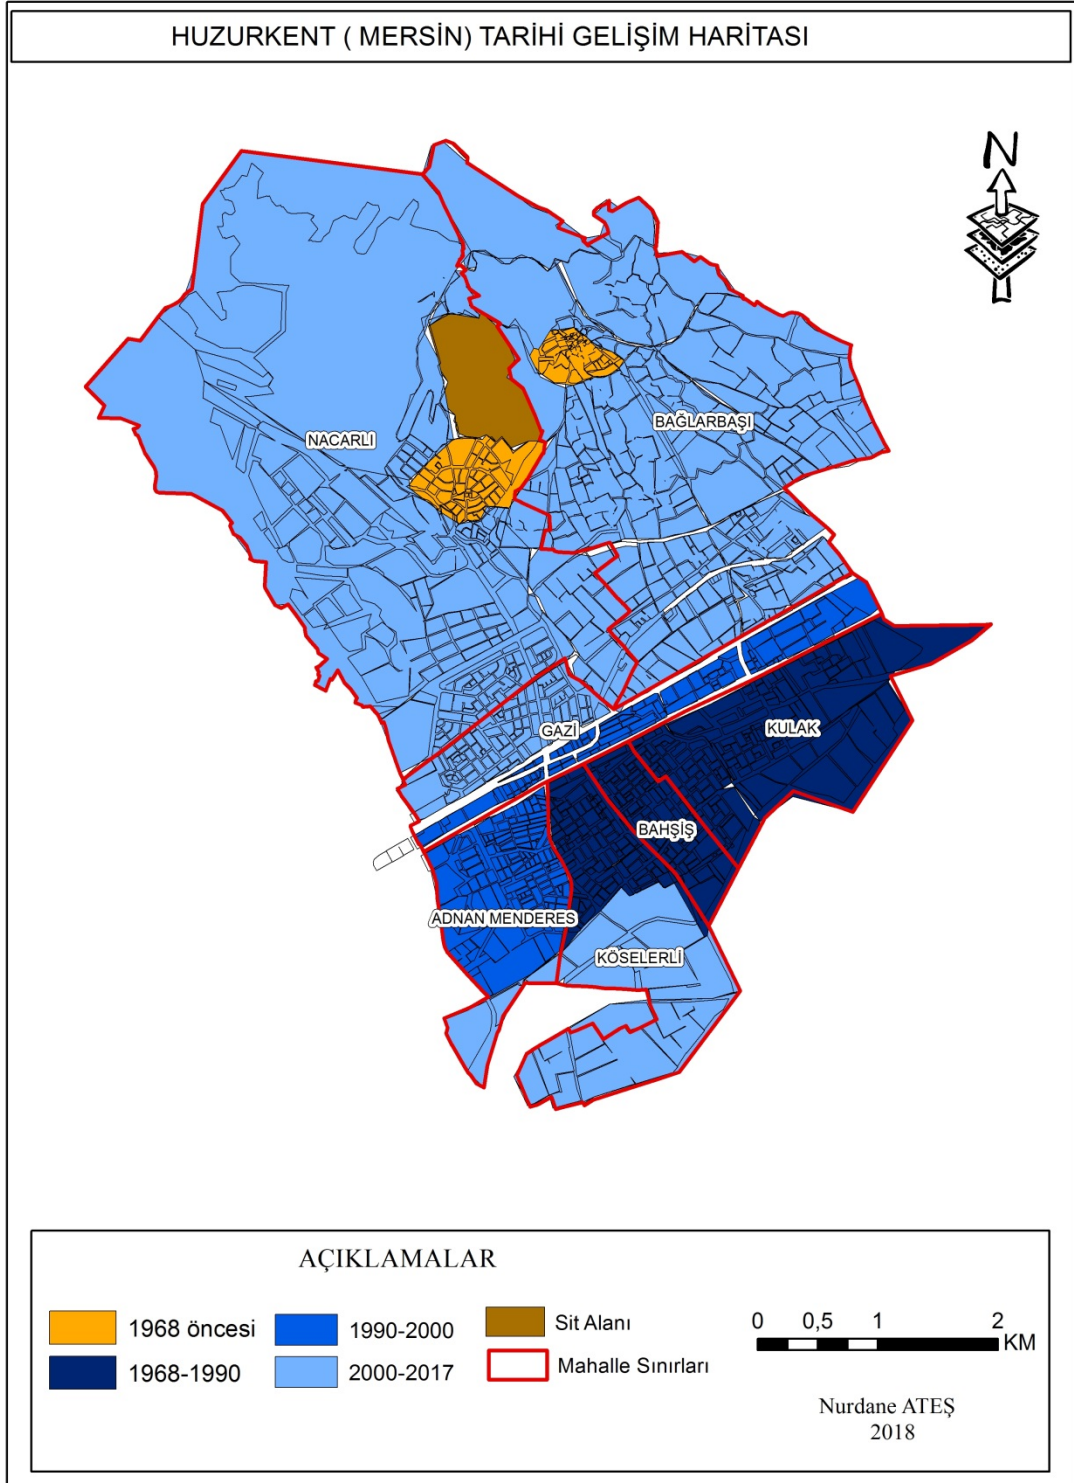 HUZURKENT ( MERSİN) TARİHİ GELİŞİM HARİTASI
N
NACARLI
BAĞLARBAŞI
GAZİ
KULAK
BAHŞİŞ
ADNAN MENDERES
KÖSELERLİ
AÇIKLAMALAR
1968 öncesi
1990-2000
Sit Alanı
1968-1990
2000-2017
Mahalle Sınırları
0 0,5 1 2
KM
Nurdane ATEŞ
2018